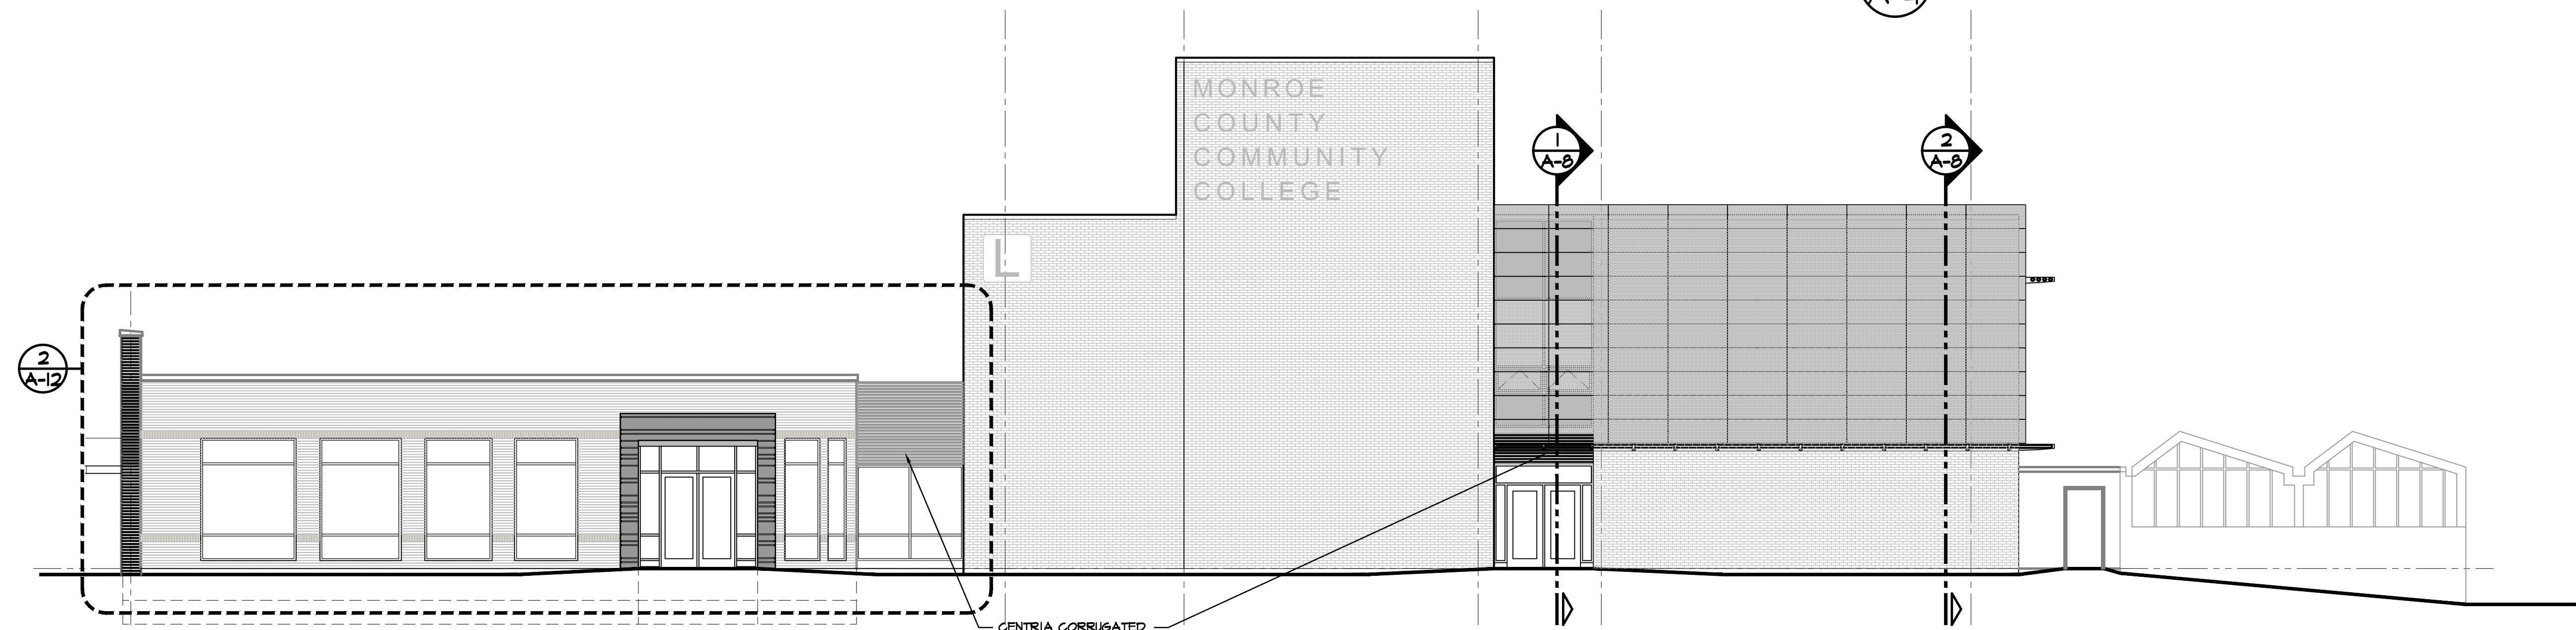 MONROE
COUNTY
COMMUNITY
COLLEGE
L
1
A-8
2
A-8
2
A-12
CENTRIA CORRUGATED